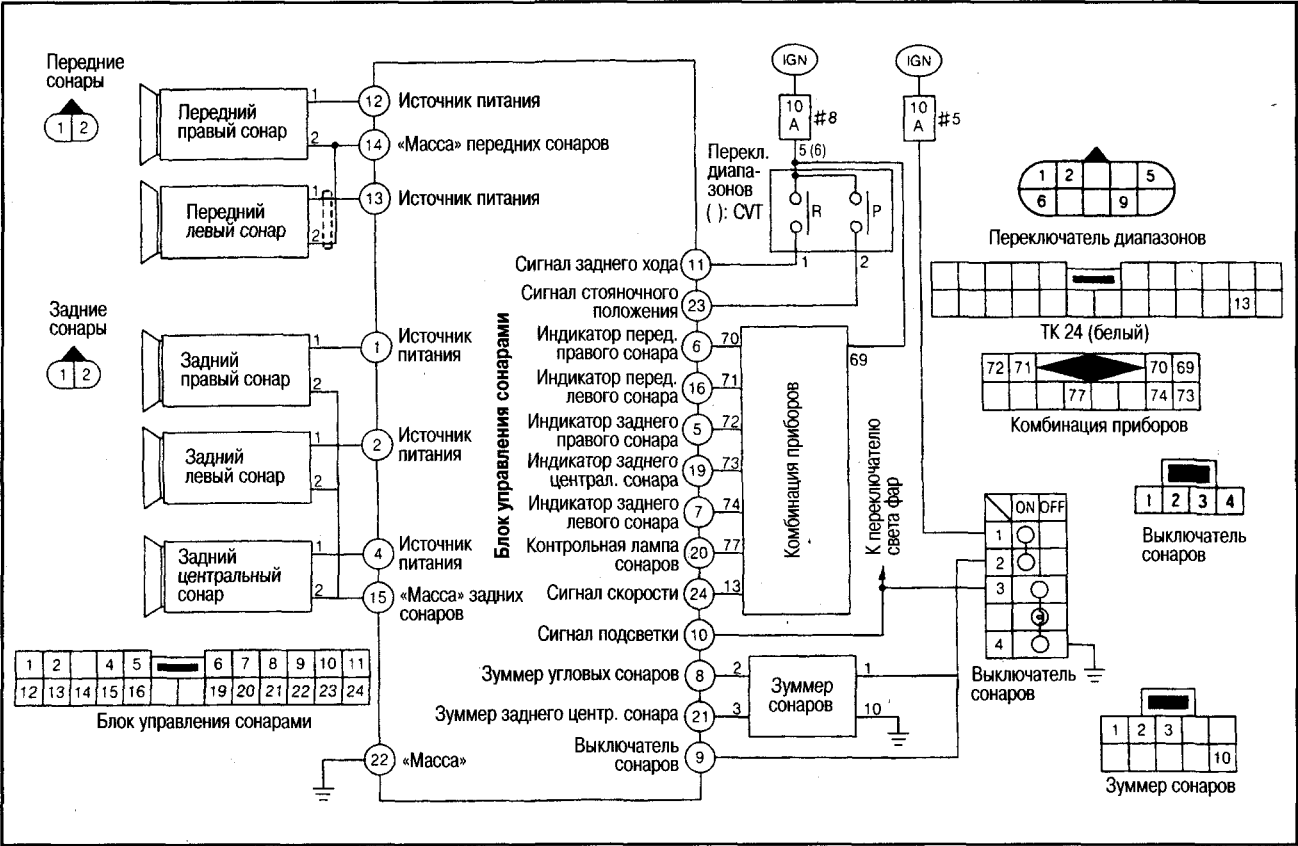 Передние
сонары
1 2
Передний
правый сонар
1
2
Передний
левый сонар
1
2
12 Источник питания
14 «Масса» передних сонаров
13 Источник питания
Задние
сонары
1 2
Задний
правый сонар
1
2
Задний
левый сонар
1
2
Задний
центральный
сонар
1
2
1 Источник
питания
2 Источник
питания
4 Источник
питания
15 «Масса» задних
сонаров
22 «Масса»
1 2 4 5 6 7 8 9 10 11
12 13 14 15 16 19 20 21 22 23 24
Блок управления сонарами
Блок управления сонарами
Сигнал заднего хода 11
Сигнал стояночного
положения 23
Индикатор перед.
правого сонара 6 70
Индикатор перед.
левого сонара 16 71
Индикатор заднего
правого сонара 5 72
Индикатор заднего
централ. сонара 19 73
Индикатор заднего
левого сонара 7 74
Контрольная лампа
сонаров 20 77
Сигнал скорости 24 13
Сигнал подсветки 10
Зуммер угловых сонаров 8 2
Зуммер заднего центр. сонара 21 3
Выключатель
сонаров 9
IGN
10
A
#8
5 (6)
IGN
10
A
#5
Перекл.
диапа-
зонов
( ): CVT
R P
1 2
Комбинация приборов
69
К переключателю
света фар
Зуммер
сонаров
1
10
ON OFF
1
2
3
4
Выключатель
сонаров
1 2 5
6 9
Переключатель диапазонов
13
ТК 24 (белый)
72 71 70 69
77 74 73
Комбинация приборов
1 2 3 4
Выключатель
сонаров
1 2 3
10
Зуммер сонаров